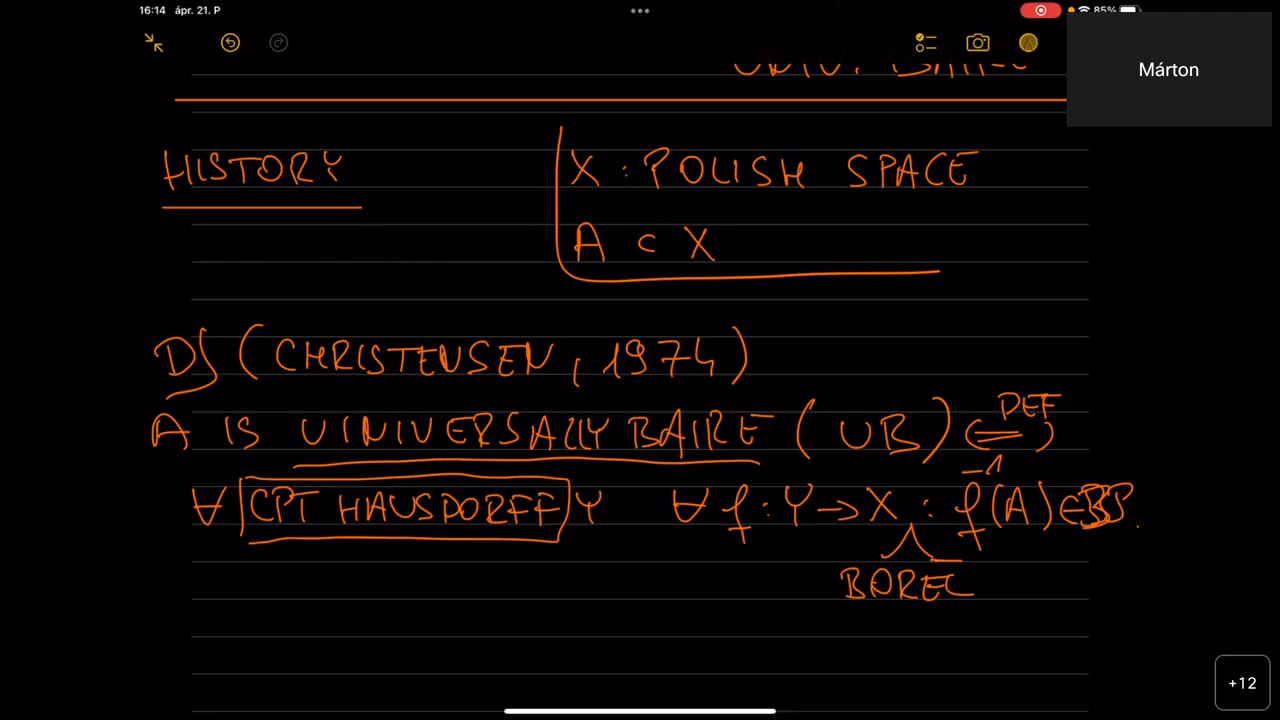 16:14 ápr. 21. P
85%
Márton
HISTORY
X : POLISH SPACE
A ⊂ X
D) (CHRISTENSEN, 1974)
A IS UNIVERSALLY BAIRE (UB) (⇐ DEF)
∀ CPT HAUSDORFF Y ∀ f : Y → X : f⁻¹(A) ∈ BP.
BOREL
+12